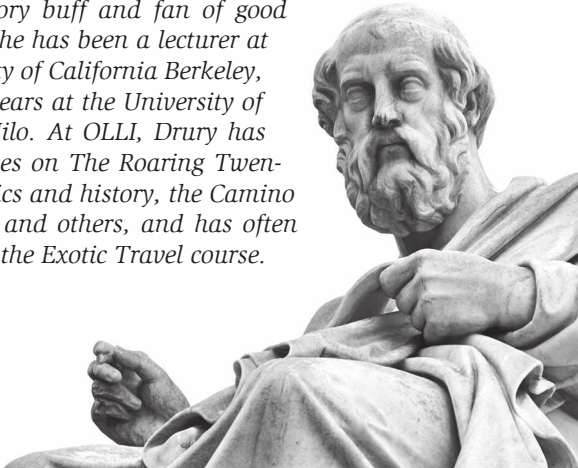 ory buff and fan of good
he has been a lecturer at
ty of California Berkeley,
ears at the University of
Hilo. At OLLI, Drury has
es on The Roaring Twen-
ics and history, the Camino
and others, and has often
the Exotic Travel course.